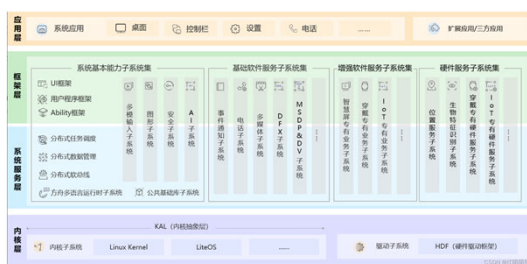 应用层
系统应用
桌面
控制栏
设置
电话
......
扩展应用/三方应用
框架层
系统基本能力子系统集
UI框架
用户程序框架
Ability框架
多模输入子系统
图形子系统
安全子系统
AI子系统
基础软件服务子系统集
事件通知子系统
电话子系统
多媒体子系统
DFX子系统
MSDP&DV子系统
增强软件服务子系统集
智慧屏专有业务子系统
穿戴专有业务子系统
IoT专有业务子系统
硬件服务子系统集
位置服务子系统
生物特征识别子系统
穿戴专有硬件服务子系统
IoT专有硬件服务子系统
系统服务层
分布式任务调度
分布式数据管理
分布式软总线
方舟多语言运行时子系统
公共基础库子系统
内核层
KAL（内核抽象层）
内核子系统
Linux Kernel
LiteOS
......
驱动子系统
HDF（硬件驱动框架）